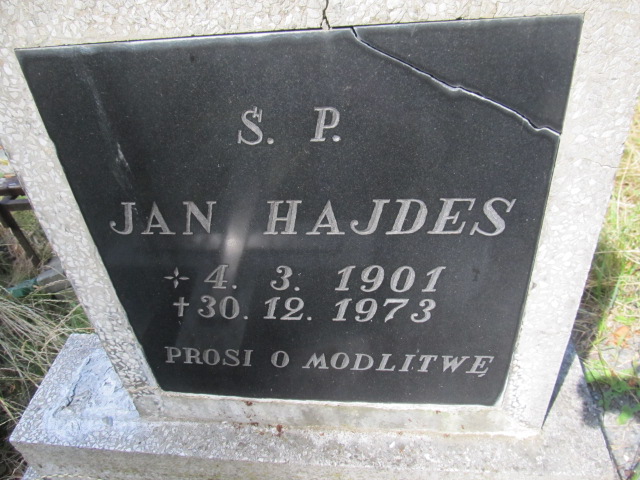 S. P.
JAN HAJDES
4. 3. 1901
✝30. 12. 1973
PROSI O MODLITWĘ